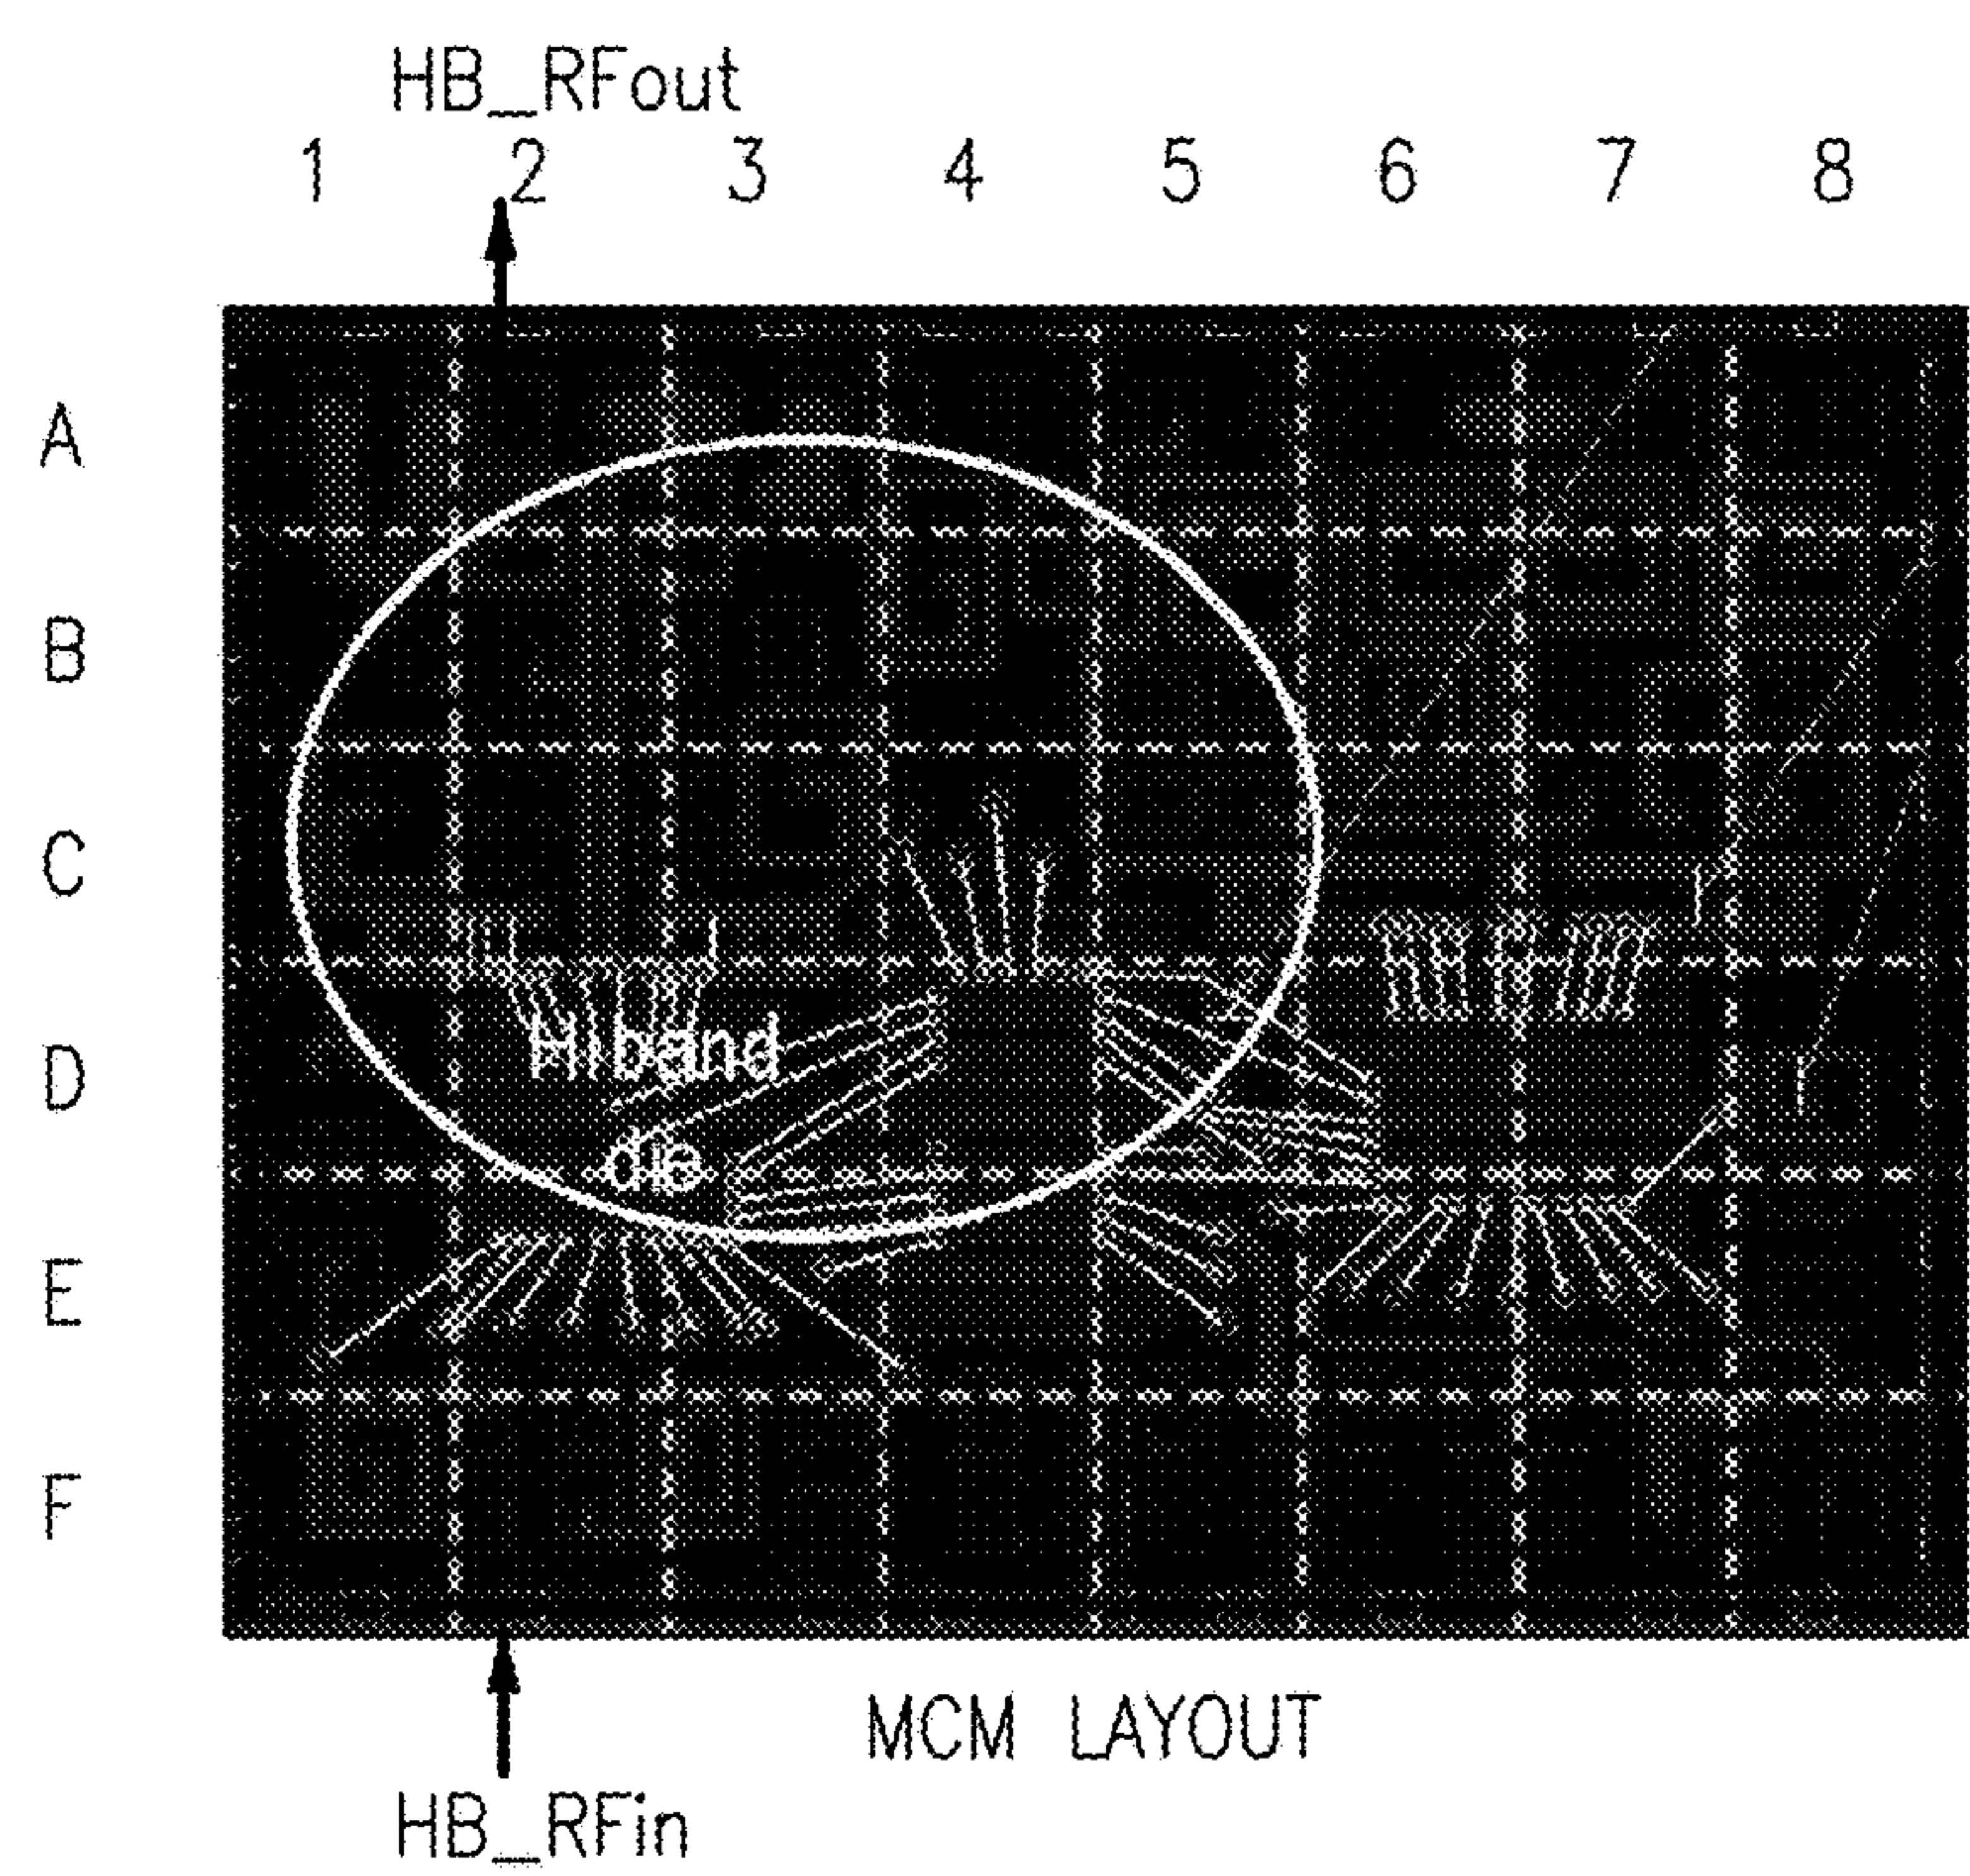 HB_RFout
1 2 3 4 5 6 7 8
A
B
C
D
E
F
Hi band
die
MCM LAYOUT
HB_RFin